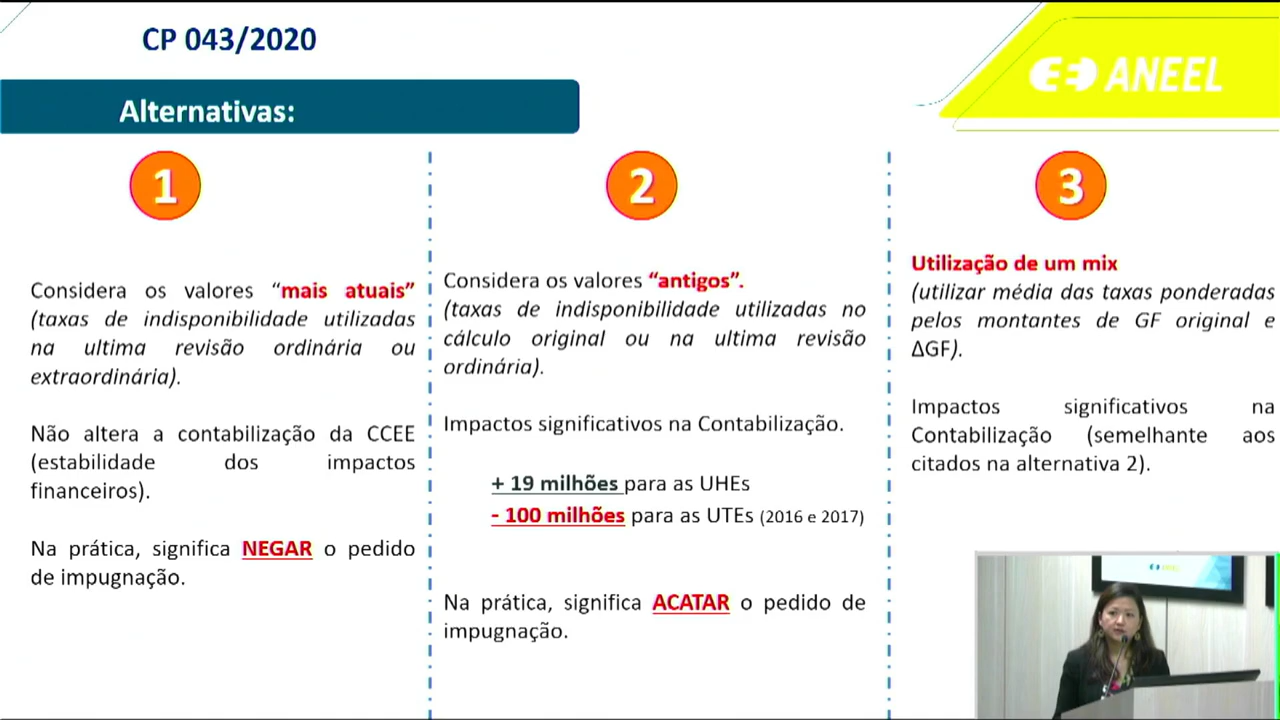 CP 043/2020
ANEEL
Alternativas:
1
Considera os valores “mais atuais”
(taxas de indisponibilidade utilizadas
na ultima revisão ordinária ou
extraordinária).
Não altera a contabilização da CCEE
(estabilidade dos impactos
financeiros).
Na prática, significa NEGAR o pedido
de impugnação.
2
Considera os valores “antigos”.
(taxas de indisponibilidade utilizadas no
cálculo original ou na ultima revisão
ordinária).
Impactos significativos na Contabilização.
+ 19 milhões para as UHEs
- 100 milhões para as UTEs (2016 e 2017)
Na prática, significa ACATAR o pedido de
impugnação.
3
Utilização de um mix
(utilizar média das taxas ponderadas
pelos montantes de GF original e
ΔGF).
Impactos significativos na
Contabilização (semelhante aos
citados na alternativa 2).
ANEEL